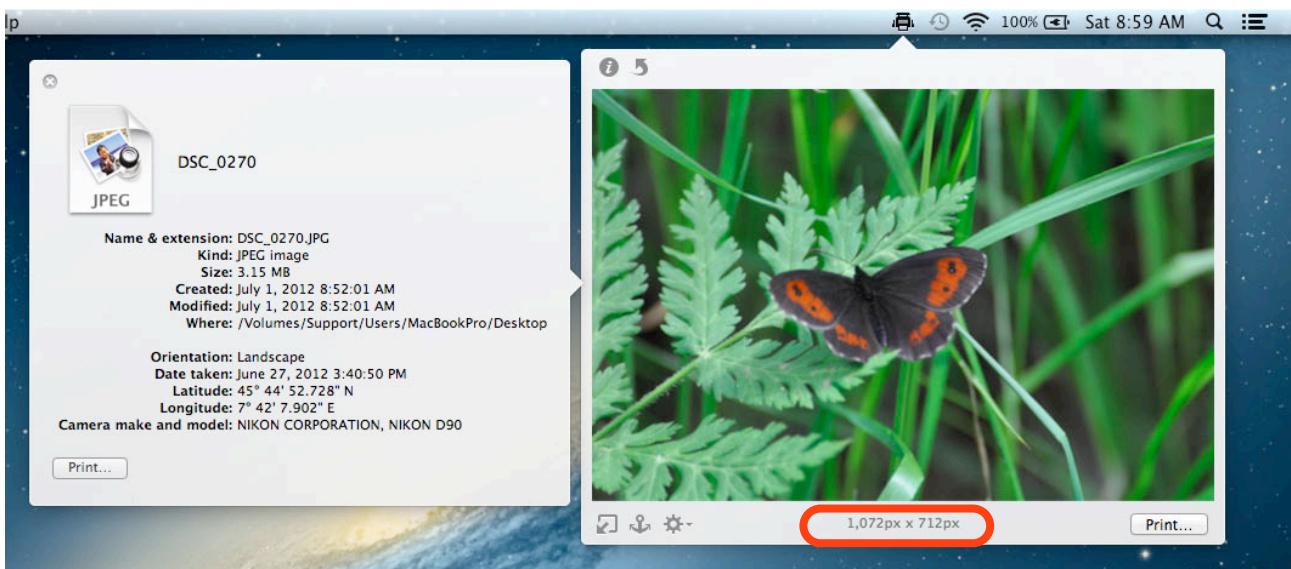 lp
100%
Sat 8:59 AM
JPEG
DSC_0270
Name & extension: DSC_0270.JPG
Kind: JPEG image
Size: 3.15 MB
Created: July 1, 2012 8:52:01 AM
Modified: July 1, 2012 8:52:01 AM
Where: /Volumes/Support/Users/MacBookPro/Desktop
Orientation: Landscape
Date taken: June 27, 2012 3:40:50 PM
Latitude: 45° 44' 52.728" N
Longitude: 7° 42' 7.902" E
Camera make and model: NIKON CORPORATION, NIKON D90
Print...
1,072px x 712px
Print...